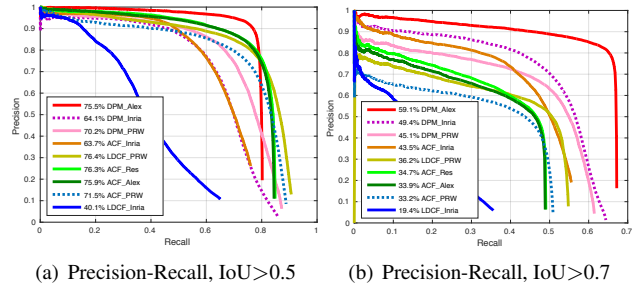 1
0.9
0.8
0.7
0.6
0.5
0.4
0.3
0.2
0.1
0
Precision
75.5% DPM_Alex
64.1% DPM_Inria
70.2% DPM_PRW
63.7% ACF_Inria
76.4% LDCF_PRW
76.3% ACF_Res
75.9% ACF_Alex
71.5% ACF_PRW
40.1% LDCF_Inria
0 0.2 0.4 0.6 0.8 1
Recall
(a) Precision-Recall, IoU>0.5
1
0.9
0.8
0.7
0.6
0.5
0.4
0.3
0.2
0.1
0
Precision
59.1% DPM_Alex
49.4% DPM_Inria
45.1% DPM_PRW
43.5% ACF_Inria
36.2% LDCF_PRW
34.7% ACF_Res
33.9% ACF_Alex
33.2% ACF_PRW
19.4% LDCF_Inria
0 0.1 0.2 0.3 0.4 0.5 0.6 0.7
Recall
(b) Precision-Recall, IoU>0.7